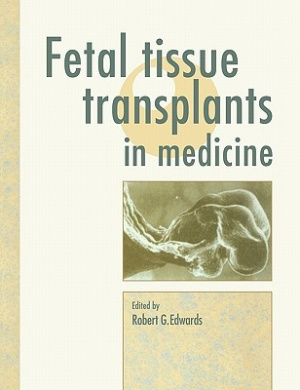 Fetal tissue
transplants
in medicine
Edited by
Robert G.Edwards